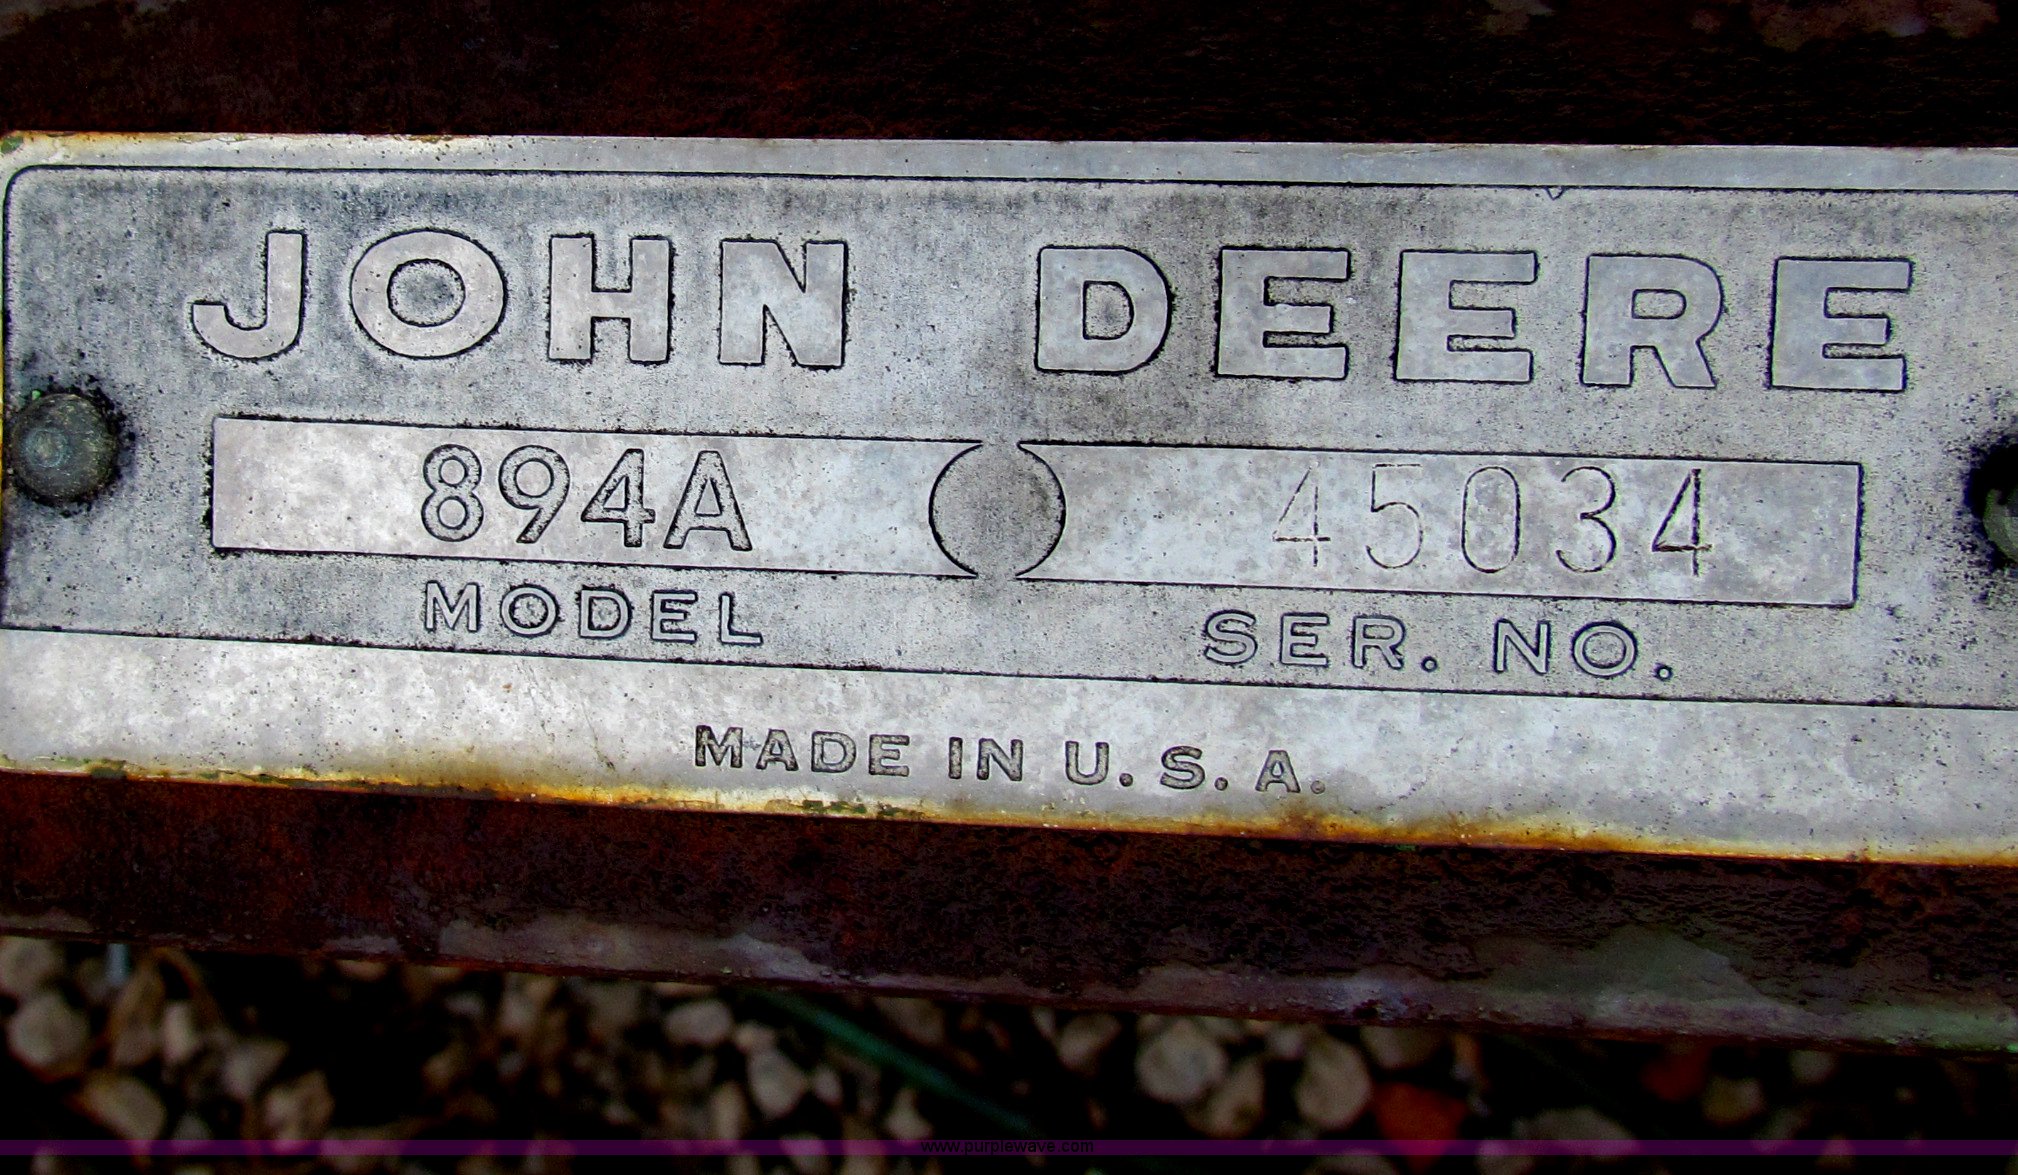 JOHN DEERE
894A 45034
MODEL SER. NO.
MADE IN U.S.A.
www.purplewave.com